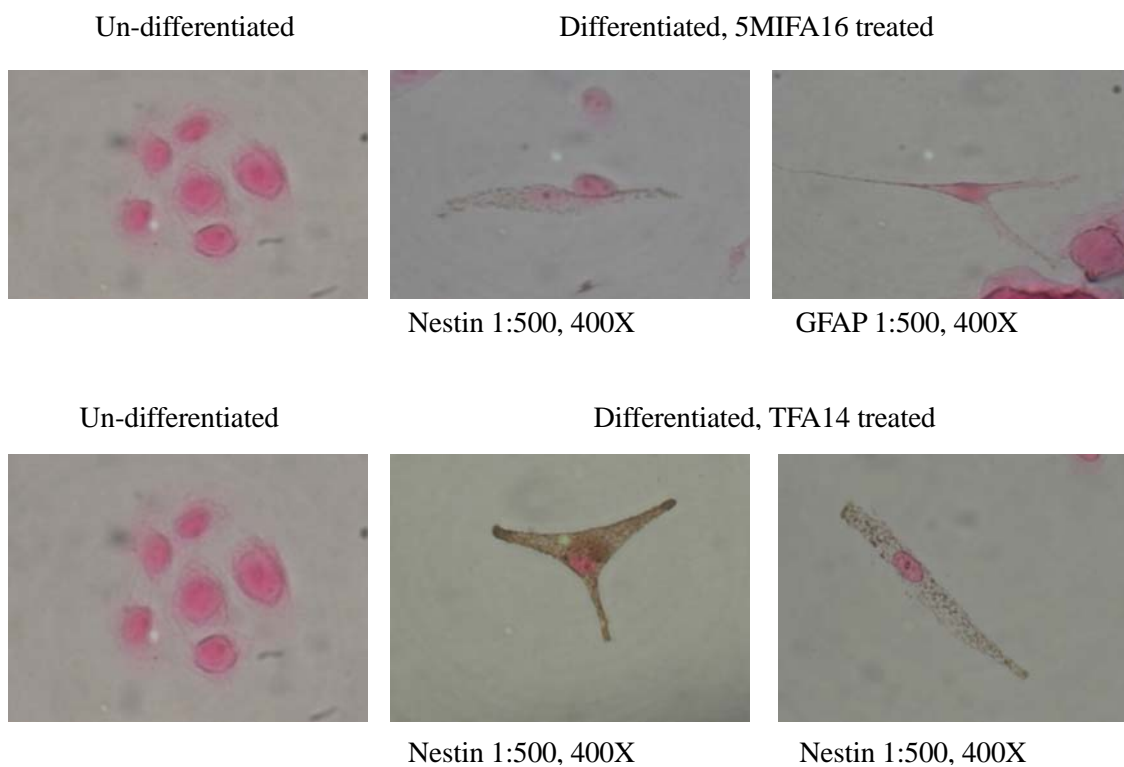 Un-differentiated
Differentiated, 5MIFA16 treated
Nestin 1:500, 400X
GFAP 1:500, 400X
Un-differentiated
Differentiated, TFA14 treated
Nestin 1:500, 400X
Nestin 1:500, 400X